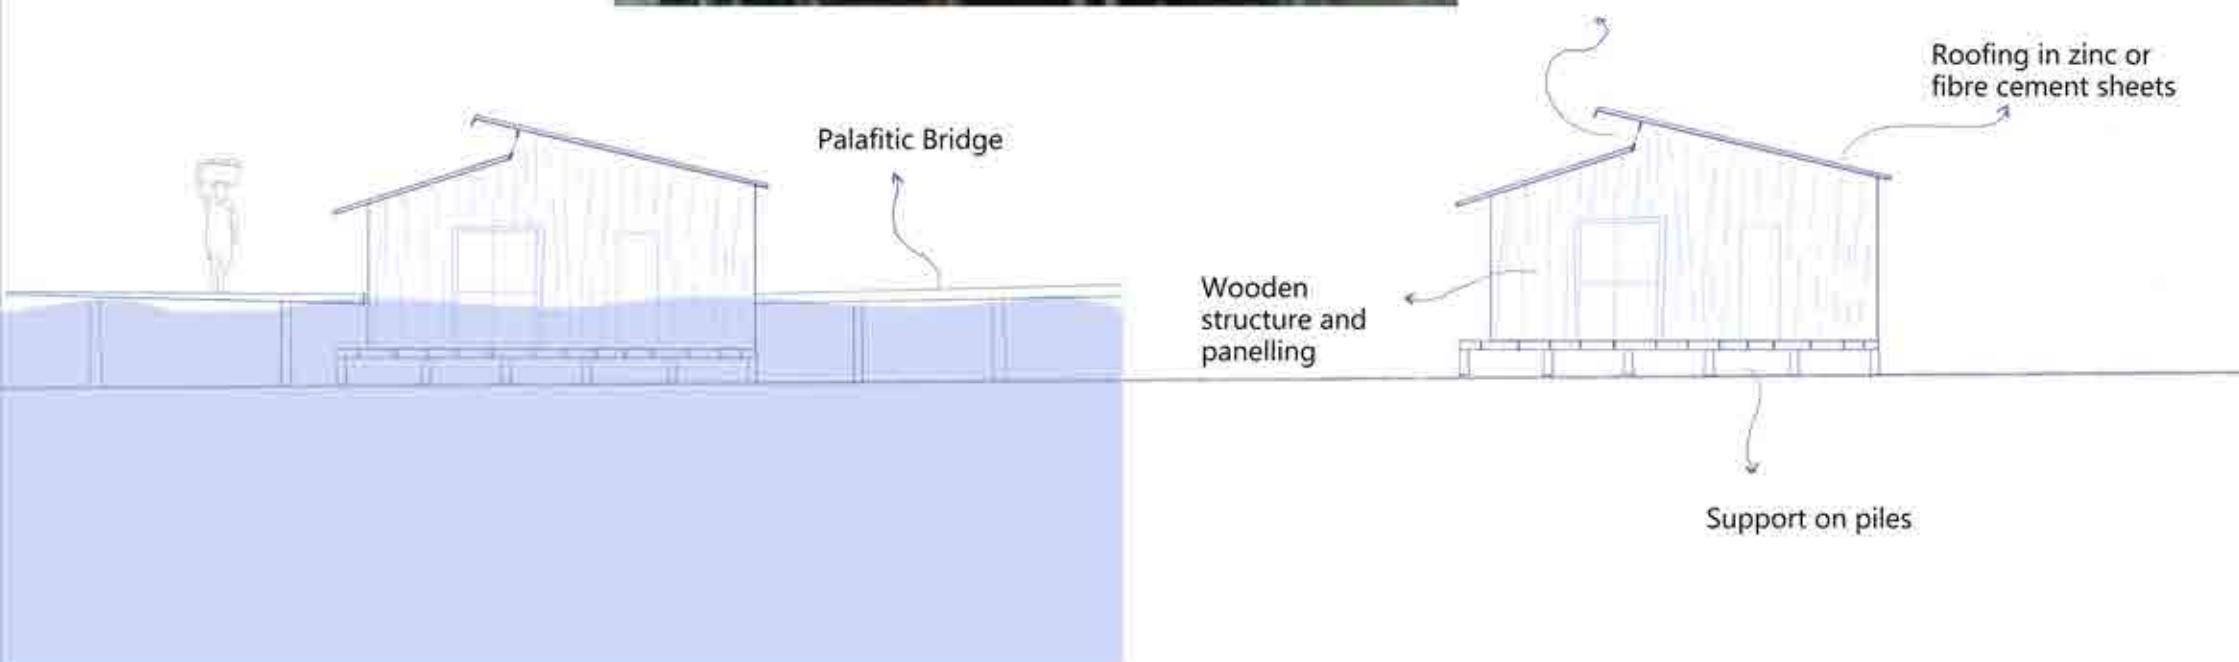 Palafitic Bridge
Roofing in zinc or
fibre cement sheets
Wooden
structure and
panelling
Support on piles